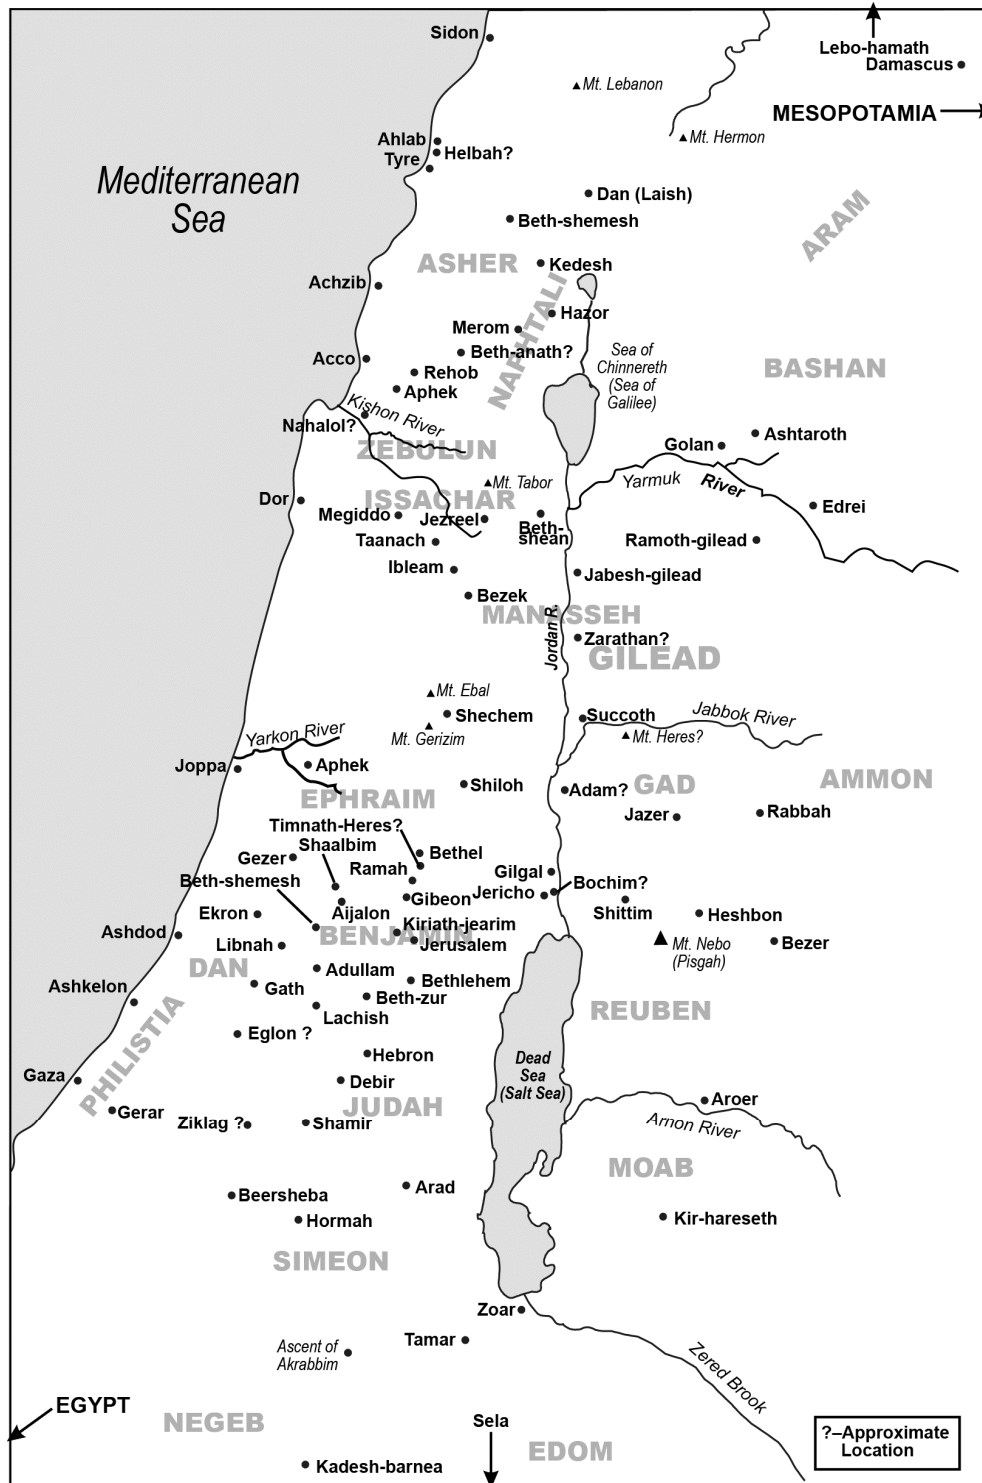 Sidon
Lebo-hamath
Damascus
Mt. Lebanon
MESOPOTAMIA
Mt. Hermon
Ahlab
Tyre
Helbah?
Mediterranean
Sea
Dan (Laish)
Beth-shemesh
ARAM
ASHER
Kedesh
Achzib
NAPHTALI
Hazor
Merom
Beth-anath?
Sea of
Chinnereth
(Sea of
Galilee)
Acco
Rehob
Aphek
BASHAN
Kishon River
Nahalol?
ZEBULUN
Golan
Ashtaroth
Mt. Tabor
Yarmuk River
ISSACHAR
Dor
Megiddo
Jezreel
Beth-
shean
Edrei
Taanach
Ramoth-gilead
Ibleam
Jabesh-gilead
Bezek
MANASSEH
Jordan R.
Zarathan?
GILEAD
Mt. Ebal
Shechem
Mt. Gerizim
Succoth
Jabbok River
Mt. Heres?
Yarkon River
Joppa
Aphek
Shiloh
EPHRAIM
Adam?
GAD
AMMON
Jazer
Rabbah
Timnath-Heres?
Shaalbim
Gezer
Bethel
Ramah
Gilgal
Beth-shemesh
Gibeon
Jericho
Bochim?
Ekron
Aijalon
Shittim
Heshbon
Kiriath-jearim
Ashdod
BENJAMIN
Libnah
Jerusalem
Mt. Nebo
(Pisgah)
Bezer
DAN
Adullam
Bethlehem
Ashkelon
Gath
Beth-zur
Lachish
REUBEN
PHILISTIA
Eglon ?
Hebron
Dead
Sea
(Salt Sea)
Gaza
Debir
Gerar
JUDAH
Aroer
Ziklag ?
Shamir
Arnon River
MOAB
Arad
Beersheba
Hormah
Kir-hareseth
SIMEON
Zoar
Tamar
Ascent of
Akrabbim
Zered Brook
EGYPT
NEGEB
Sela
EDOM
?–Approximate
Location
Kadesh-barnea